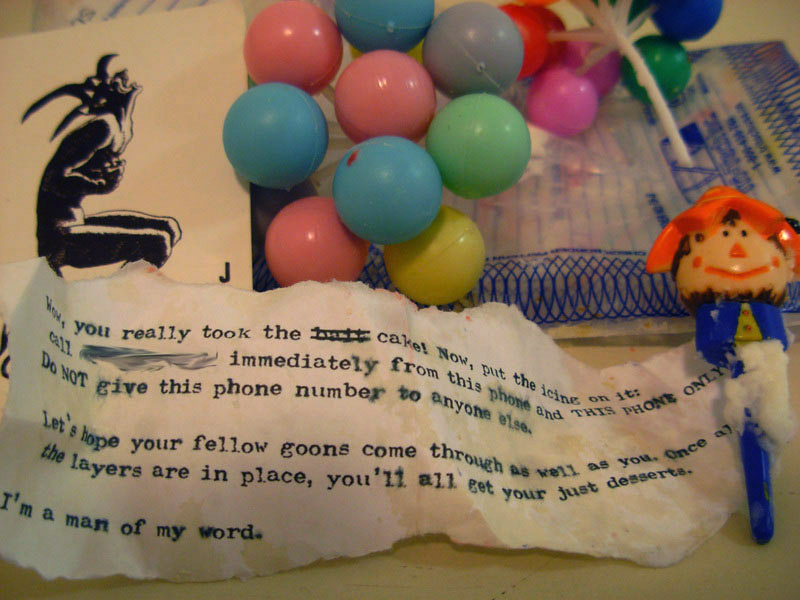 J
Wow, you really took the bait cake! Now, put the icing on it:
call immediately from this phone and THIS PHONE ONLY
Do NOT give this phone number to anyone else.
Let's hope your fellow goons come through as well as you. Once al
the layers are in place, you'll all get your just desserts.
I'm a man of my word.